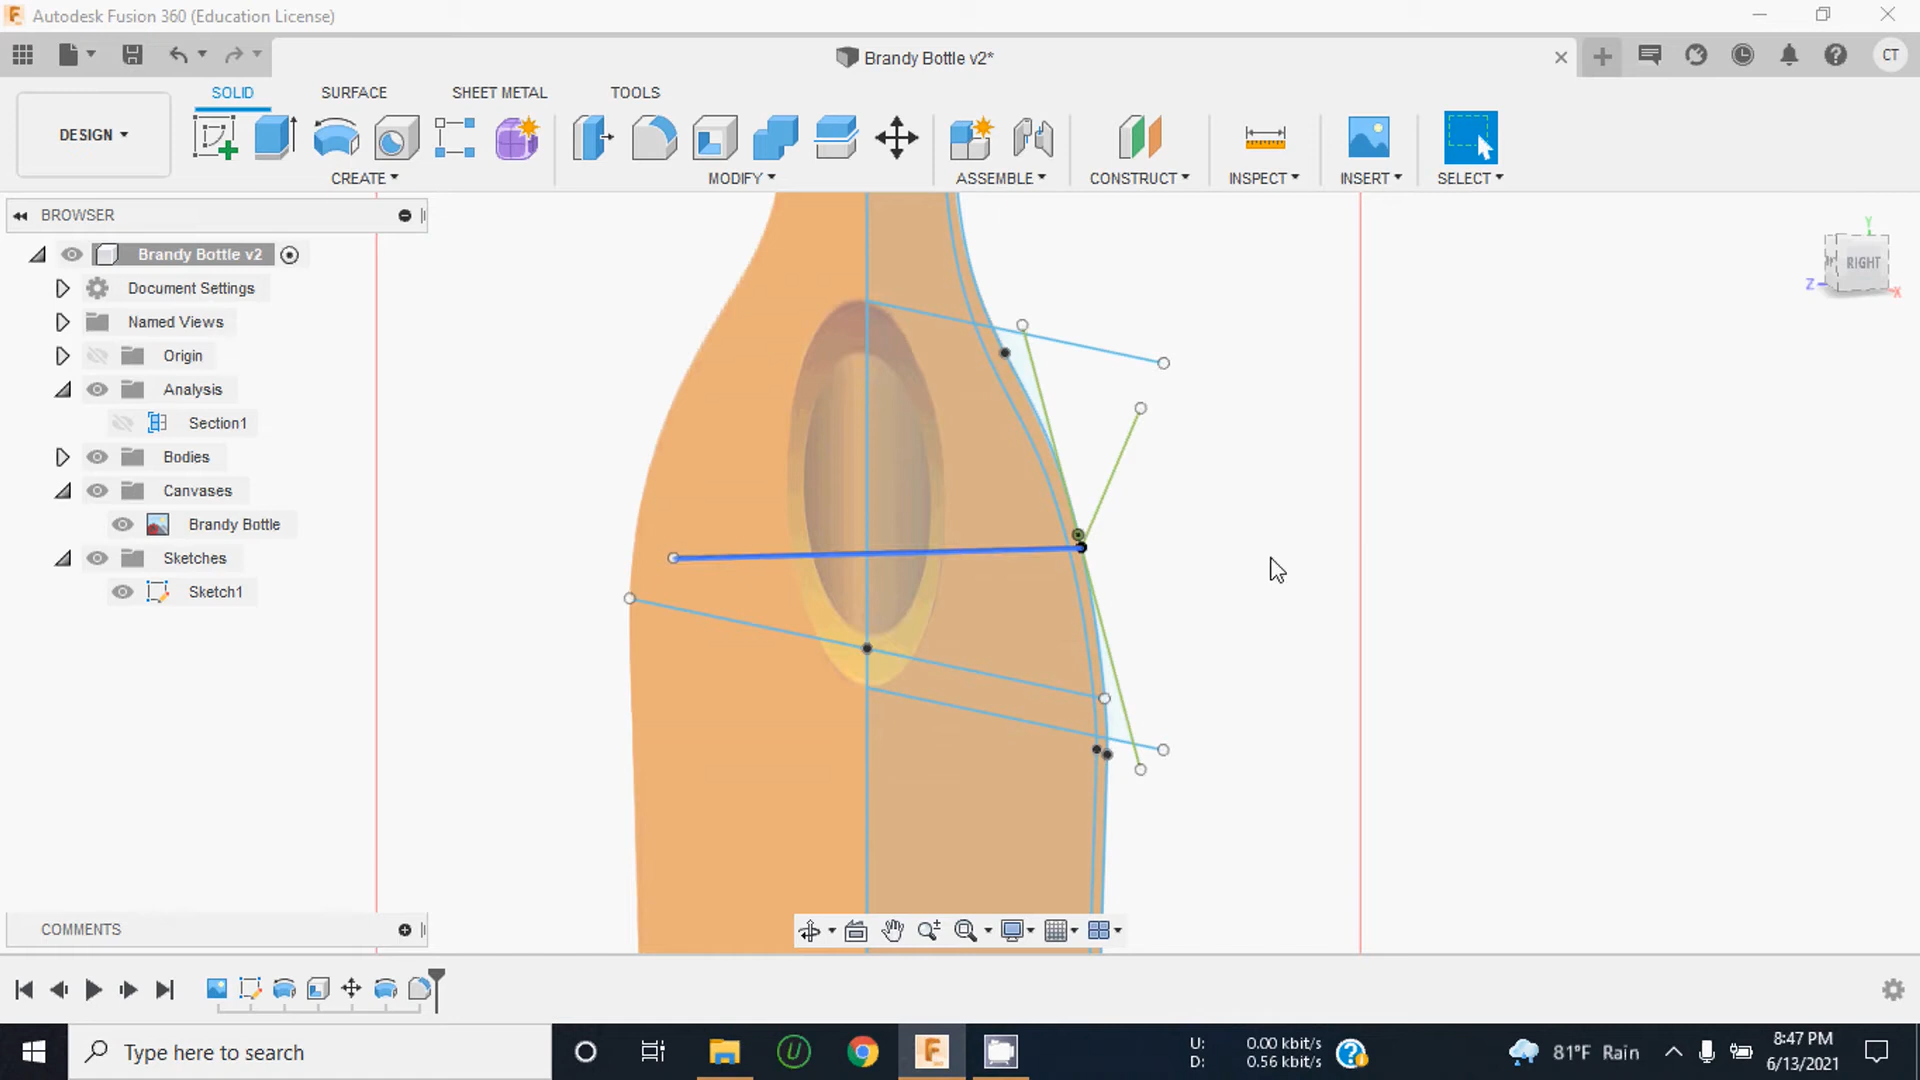 Autodesk Fusion 360 (Education License)
Brandy Bottle v2*
CT
SOLID SURFACE SHEET METAL TOOLS
DESIGN
CREATE MODIFY ASSEMBLE CONSTRUCT INSPECT INSERT SELECT
BROWSER
Brandy Bottle v2
Document Settings
Named Views
Origin
Analysis
Section1
Bodies
Canvases
Brandy Bottle
Sketches
Sketch1
Y
RIGHT
Z
X
COMMENTS
Type here to search
U: 0.00 kbit/s
D: 0.56 kbit/s
81°F Rain
8:47 PM
6/13/2021